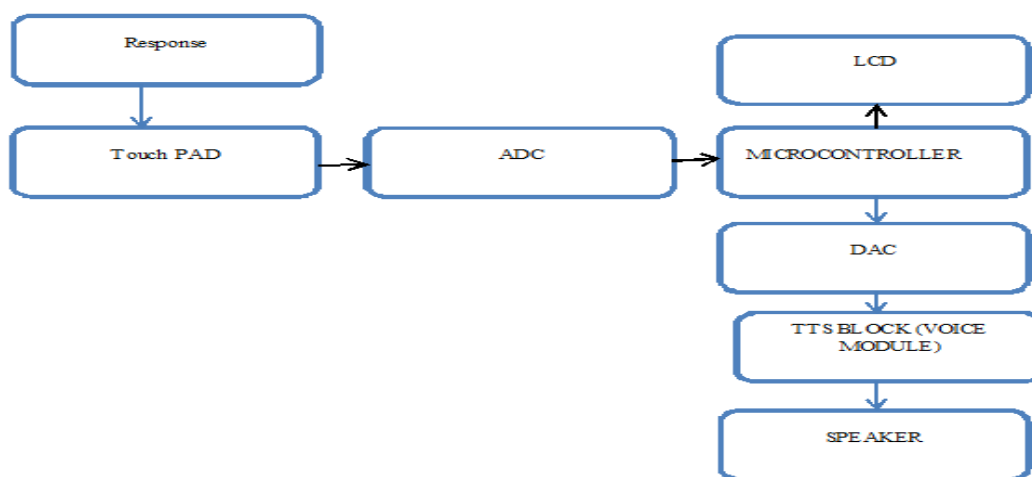 Response
LCD
Touch PAD
ADC
MICROCONTROLLER
DAC
TTS BLOCK (VOICE
MODULE)
SPEAKER